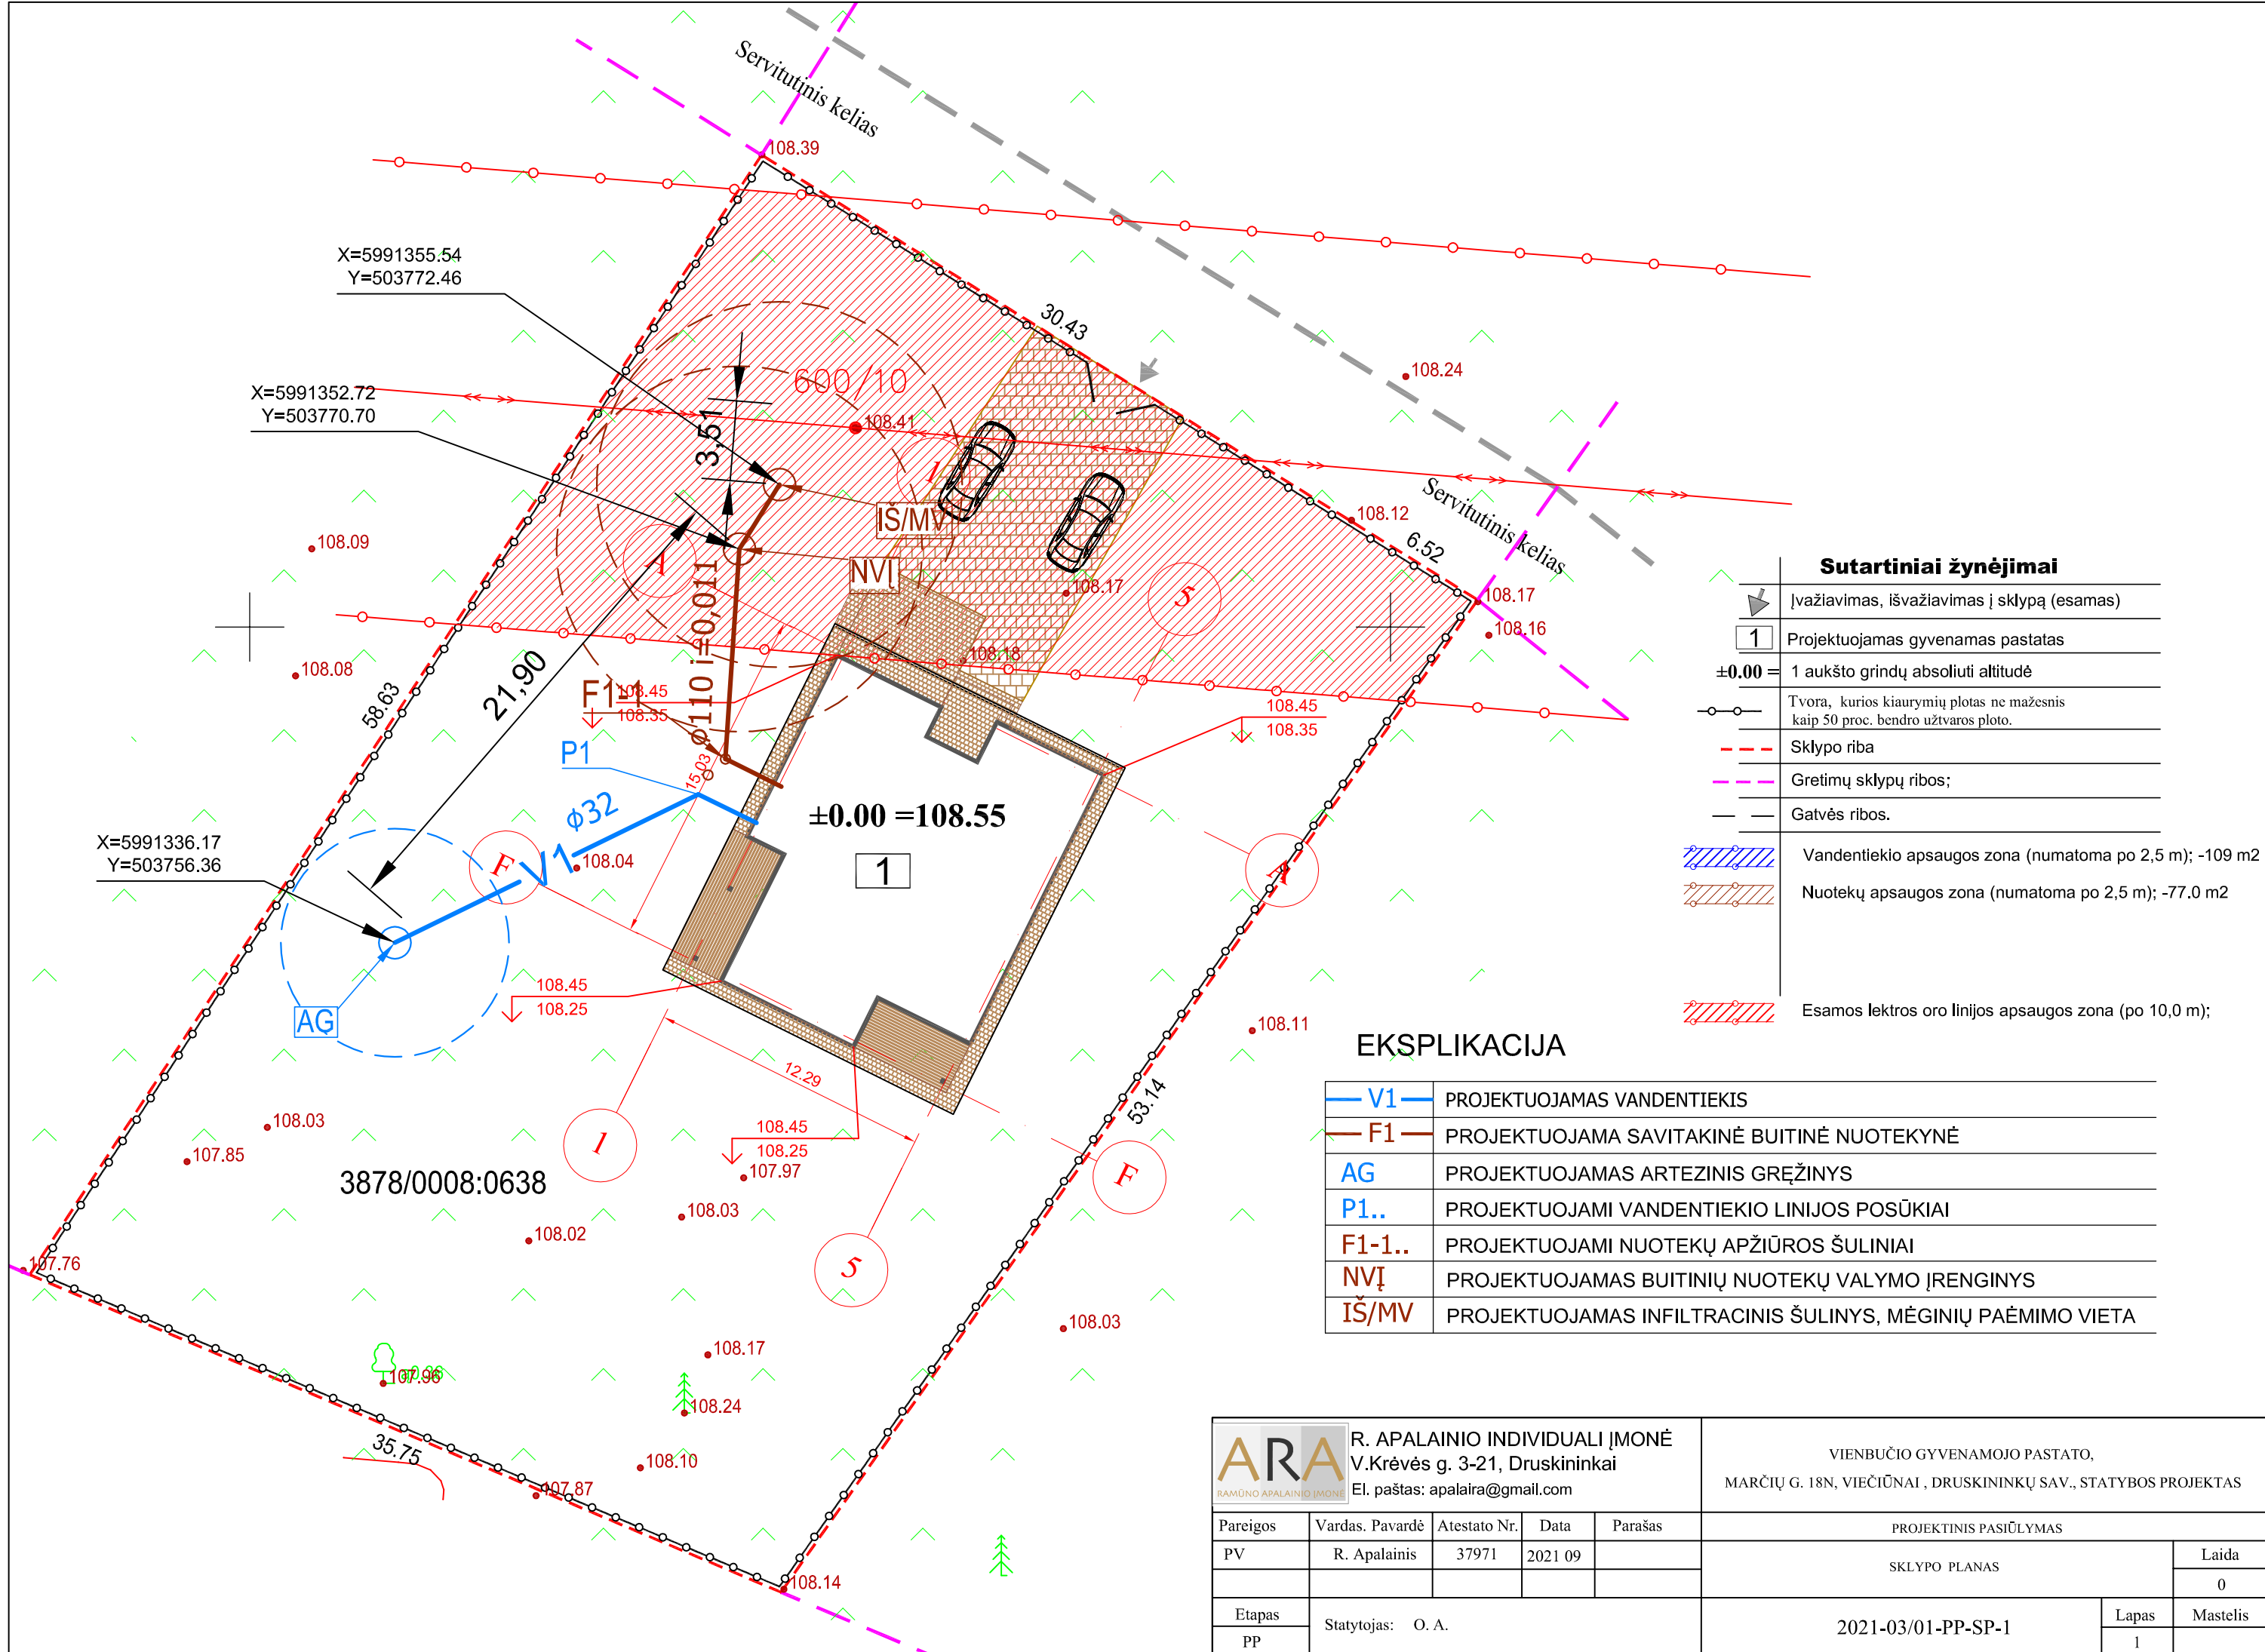 Servitutinis kelias
108.39
X=5991355.54
Y=503772.46
30.43
600/10
108.24
X=5991352.72
Y=503770.70
108.41
3,51
1
IŠ/MV
Servitutinis kelias
108.12
6.52
108.09
A
NVĮ
108.17
5
108.17
108.16
108.08
108.18
58.63
21,90
F1-1
ø110 i=0,011
108.45
108.35
108.45
108.35
P1
15.03
ø32
±0.00 =108.55
X=5991336.17
Y=503756.36
F
V1
108.04
1
A
108.45
108.25
AG
108.11
12.29
53.14
108.03
107.85
1
108.45
108.25
107.97
F
3878/0008:0638
108.03
108.02
5
107.76
108.03
108.17
107.96
108.24
35.75
108.10
107.87
108.14
Sutartiniai žynėjimai
Įvažiavimas, išvažiavimas į sklypą (esamas)
1 Projektuojamas gyvenamas pastatas
±0.00 = 1 aukšto grindų absoliuti altitudė
Tvora, kurios kiaurymių plotas ne mažesnis
kaip 50 proc. bendro užtvaros ploto.
Sklypo riba
Gretimų sklypų ribos;
Gatvės ribos.
Vandentiekio apsaugos zona (numatoma po 2,5 m); -109 m2
Nuotekų apsaugos zona (numatoma po 2,5 m); -77.0 m2
Esamos lektros oro linijos apsaugos zona (po 10,0 m);
EKSPLIKACIJA
V1 PROJEKTUOJAMAS VANDENTIEKIS
F1 PROJEKTUOJAMA SAVITAKINĖ BUITINĖ NUOTEKYNĖ
AG PROJEKTUOJAMAS ARTEZINIS GRĘŽINYS
P1.. PROJEKTUOJAMI VANDENTIEKIO LINIJOS POSŪKIAI
F1-1.. PROJEKTUOJAMI NUOTEKŲ APŽIŪROS ŠULINIAI
NVĮ PROJEKTUOJAMAS BUITINIŲ NUOTEKŲ VALYMO ĮRENGINYS
IŠ/MV PROJEKTUOJAMAS INFILTRACINIS ŠULINYS, MĖGINIŲ PAĖMIMO VIETA
ARA
RAMŪNO APALAINIO ĮMONĖ
R. APALAINIO INDIVIDUALI ĮMONĖ
V.Krėvės g. 3-21, Druskininkai
El. paštas: apalaira@gmail.com
VIENBUČIO GYVENAMOJO PASTATO,
MARČIŲ G. 18N, VIEČIŪNAI , DRUSKININKŲ SAV., STATYBOS PROJEKTAS
Pareigos Vardas. Pavardė Atestato Nr. Data Parašas
PROJEKTINIS PASIŪLYMAS
PV R. Apalainis 37971 2021 09
SKLYPO PLANAS
Laida
0
Etapas
PP
Statytojas: O. A.
2021-03/01-PP-SP-1
Lapas
1
Mastelis